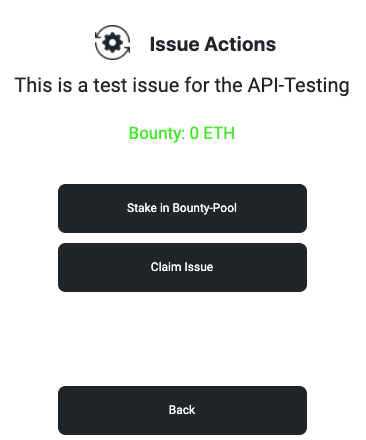 Issue Actions
This is a test issue for the API-Testing
Bounty: 0 ETH
Stake in Bounty-Pool
Claim Issue
Back